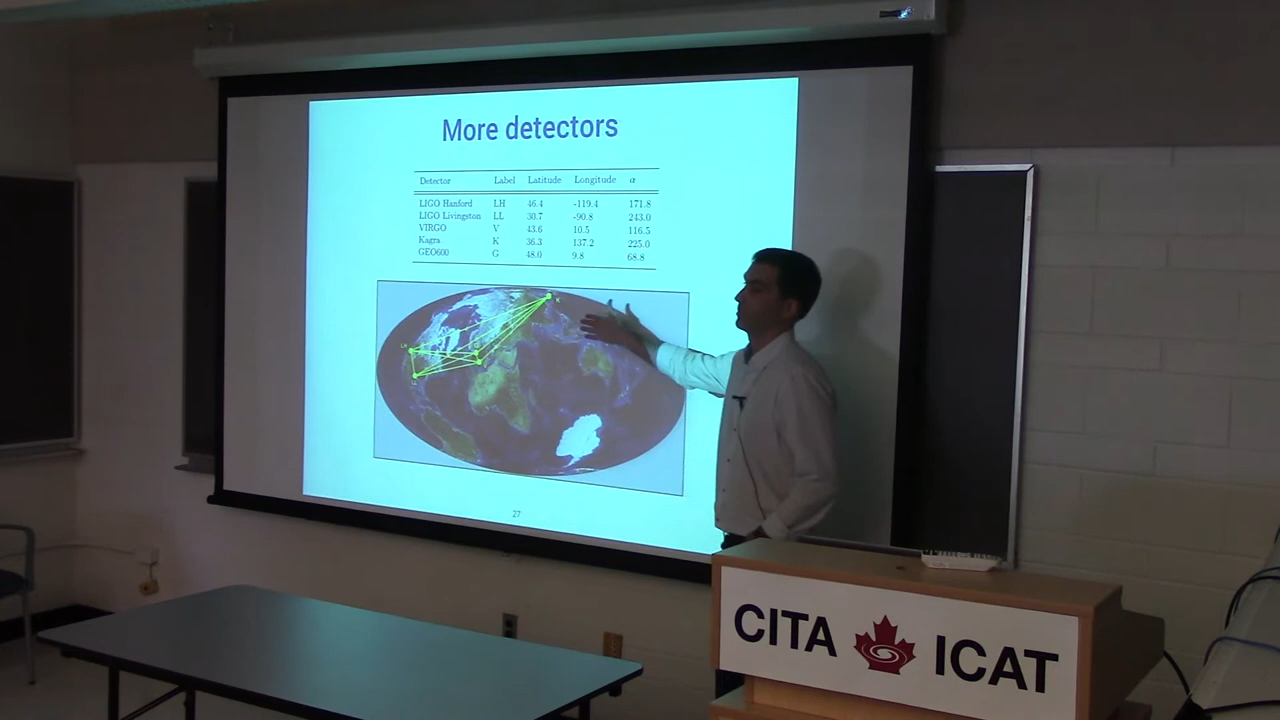 More detectors
Detector Label Latitude Longitude α
LIGO Hanford LH 46.4 -119.4 171.8
LIGO Livingston LL 30.7 -90.8 243.0
VIRGO V 43.6 10.5 116.5
Kagra K 36.3 137.2 225.0
GEO600 G 48.0 9.8 68.8
LH
K
27
CITA ICAT